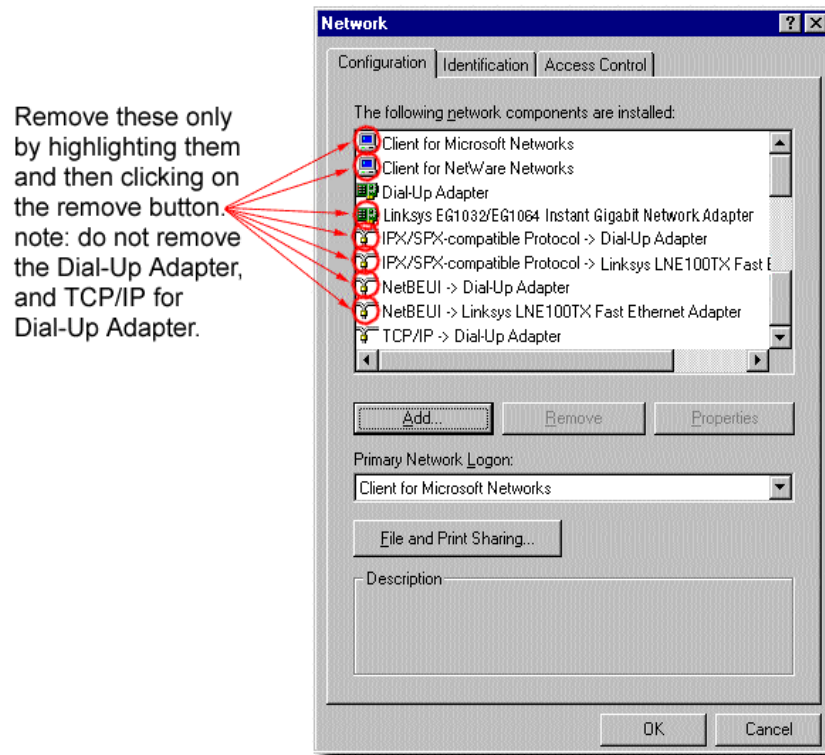 Network
Configuration
Identification
Access Control
Remove these only
by highlighting them
and then clicking on
the remove button.
note: do not remove
the Dial-Up Adapter,
and TCP/IP for
Dial-Up Adapter.
The following network components are installed:
Client for Microsoft Networks
Client for NetWare Networks
Dial-Up Adapter
Linksys EG1032/EG1064 Instant Gigabit Network Adapter
IPX/SPX-compatible Protocol -> Dial-Up Adapter
IPX/SPX-compatible Protocol -> Linksys LNE100TX Fast E
NetBEUI -> Dial-Up Adapter
NetBEUI -> Linksys LNE100TX Fast Ethernet Adapter
TCP/IP -> Dial-Up Adapter
Add...
Remove
Properties
Primary Network Logon:
Client for Microsoft Networks
File and Print Sharing...
Description
OK
Cancel